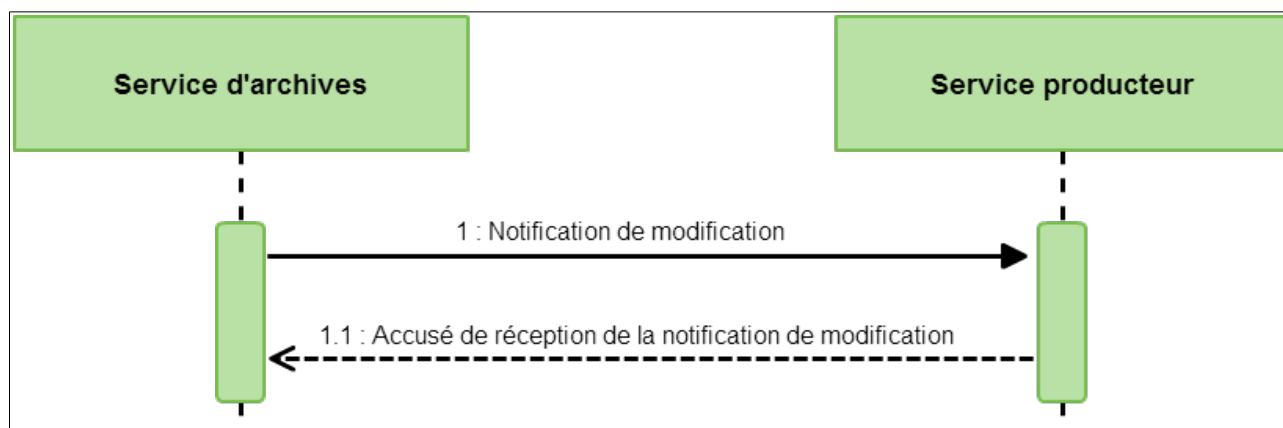 Service d'archives
Service producteur
1 : Notification de modification
1.1 : Accusé de réception de la notification de modification